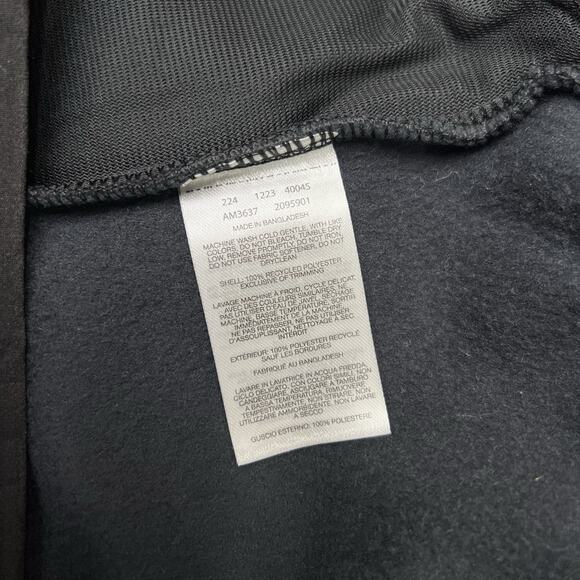 224 1223 40045
AM3637 2095901
MADE IN BANGLADESH
MACHINE WASH COLD GENTLE, WITH LIKE
COLORS, DO NOT BLEACH, TUMBLE DRY
LOW, REMOVE PROMPTLY, DO NOT IRON,
DO NOT USE FABRIC SOFTENER, DO NOT
DRYCLEAN
SHELL: 100% RECYCLED POLYESTER
EXCLUSIVE OF TRIMMING
LAVAGE MACHINE À FROID, CYCLE DÉLICAT,
AVEC DES COULEURS SIMILAIRES, NE
PAS UTILISER D'EAU DE JAVEL, SÉCHAGE
MACHINE, BASSE TEMPÉRATURE, SORTIR
IMMÉDIATEMENT DE LA MACHINE,
NE PAS REPASSER, NE PAS UTILISER
D'ASSOUPLISSANT, NETTOYAGE À SEC
INTERDIT
EXTÉRIEUR: 100% POLYESTER RECYCLÉ
SAUF LES BORDURES
FABRIQUÉ AU BANGLADESH
LAVARE IN LAVATRICE IN ACQUA FREDDA,
CICLO DELICATO, CON COLORI SIMILI, NON
CANDEGGIARE, ASCIUGARE A TAMBURO
A BASSA TEMPERATURA, RIMUOVERE
TEMPESTIVAMENTE, NON STIRARE, NON
UTILIZZARE AMMORBIDENTE, NON LAVARE
A SECCO
GUSCIO ESTERNO: 100% POLIESTERE